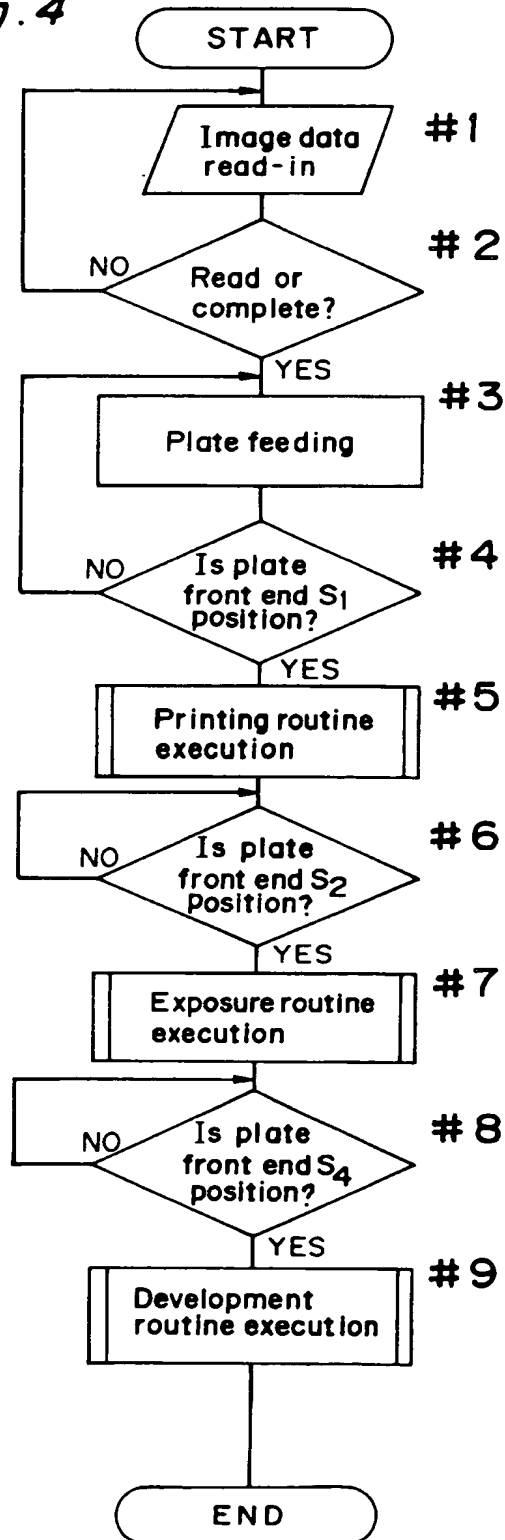 . 4
START
Image data
read-in
#1
#2
NO
Read or
complete?
YES
#3
Plate feeding
#4
NO
Is plate
front end S1
position?
YES
#5
Printing routine
execution
#6
NO
Is plate
front end S2
Position?
YES
#7
Exposure routine
execution
#8
NO
Is plate
front end S4
position?
YES
#9
Development
routine execution
END